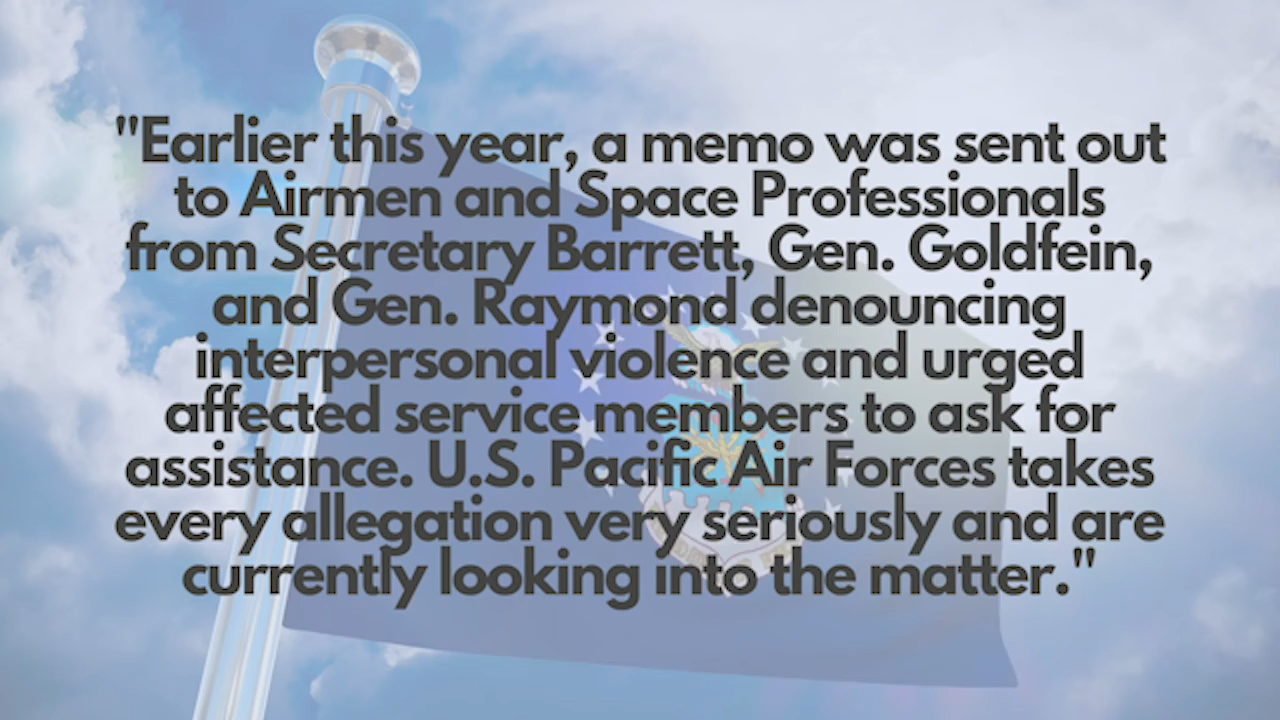 "Earlier this year, a memo was sent out
to Airmen and Space Professionals
from Secretary Barrett, Gen. Goldfein,
and Gen. Raymond denouncing
interpersonal violence and urged
affected service members to ask for
assistance. U.S. Pacific Air Forces takes
every allegation very seriously and are
currently looking into the matter."